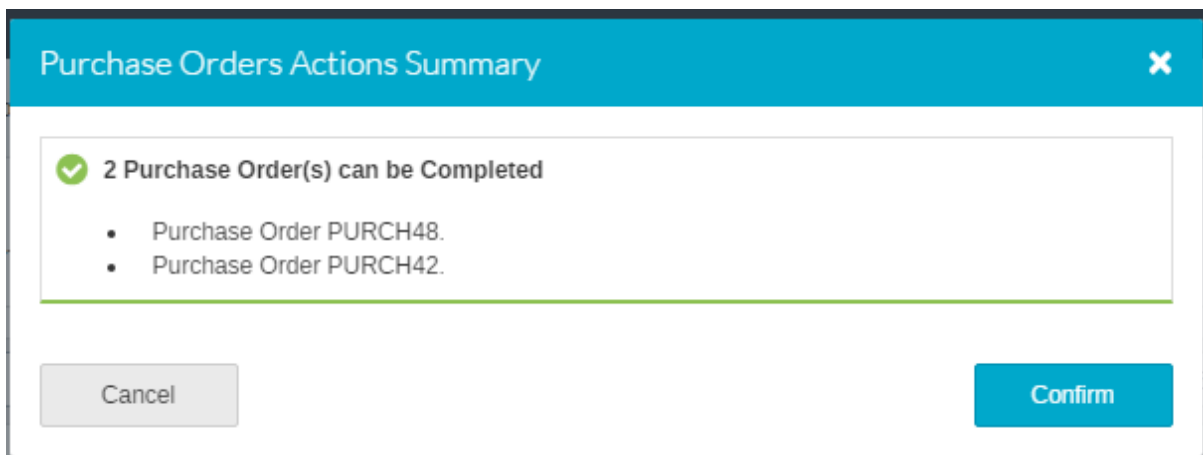 Purchase Orders Actions Summary
2 Purchase Order(s) can be Completed
Purchase Order PURCH48.
Purchase Order PURCH42.
Cancel
Confirm